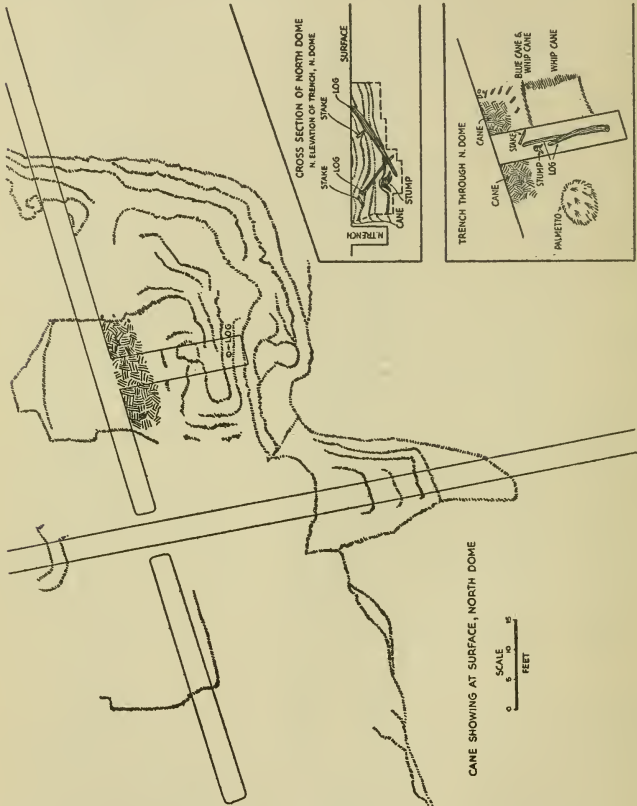 CROSS SECTION OF NORTH DOME
N. ELEVATION OF TRENCH, N. DOME
SURFACE
STAKE
LOG
STAKE
LOG
N. TRENCH
CANE
STUMP
TRENCH THROUGH N. DOME
CANE
CANE
BLUE CANE &
WHIP CANE
WHIP CANE
STAKE
STUMP
LOG
PALMETTO
LOG
CANE SHOWING AT SURFACE, NORTH DOME
SCALE
0 5 10 15
FEET